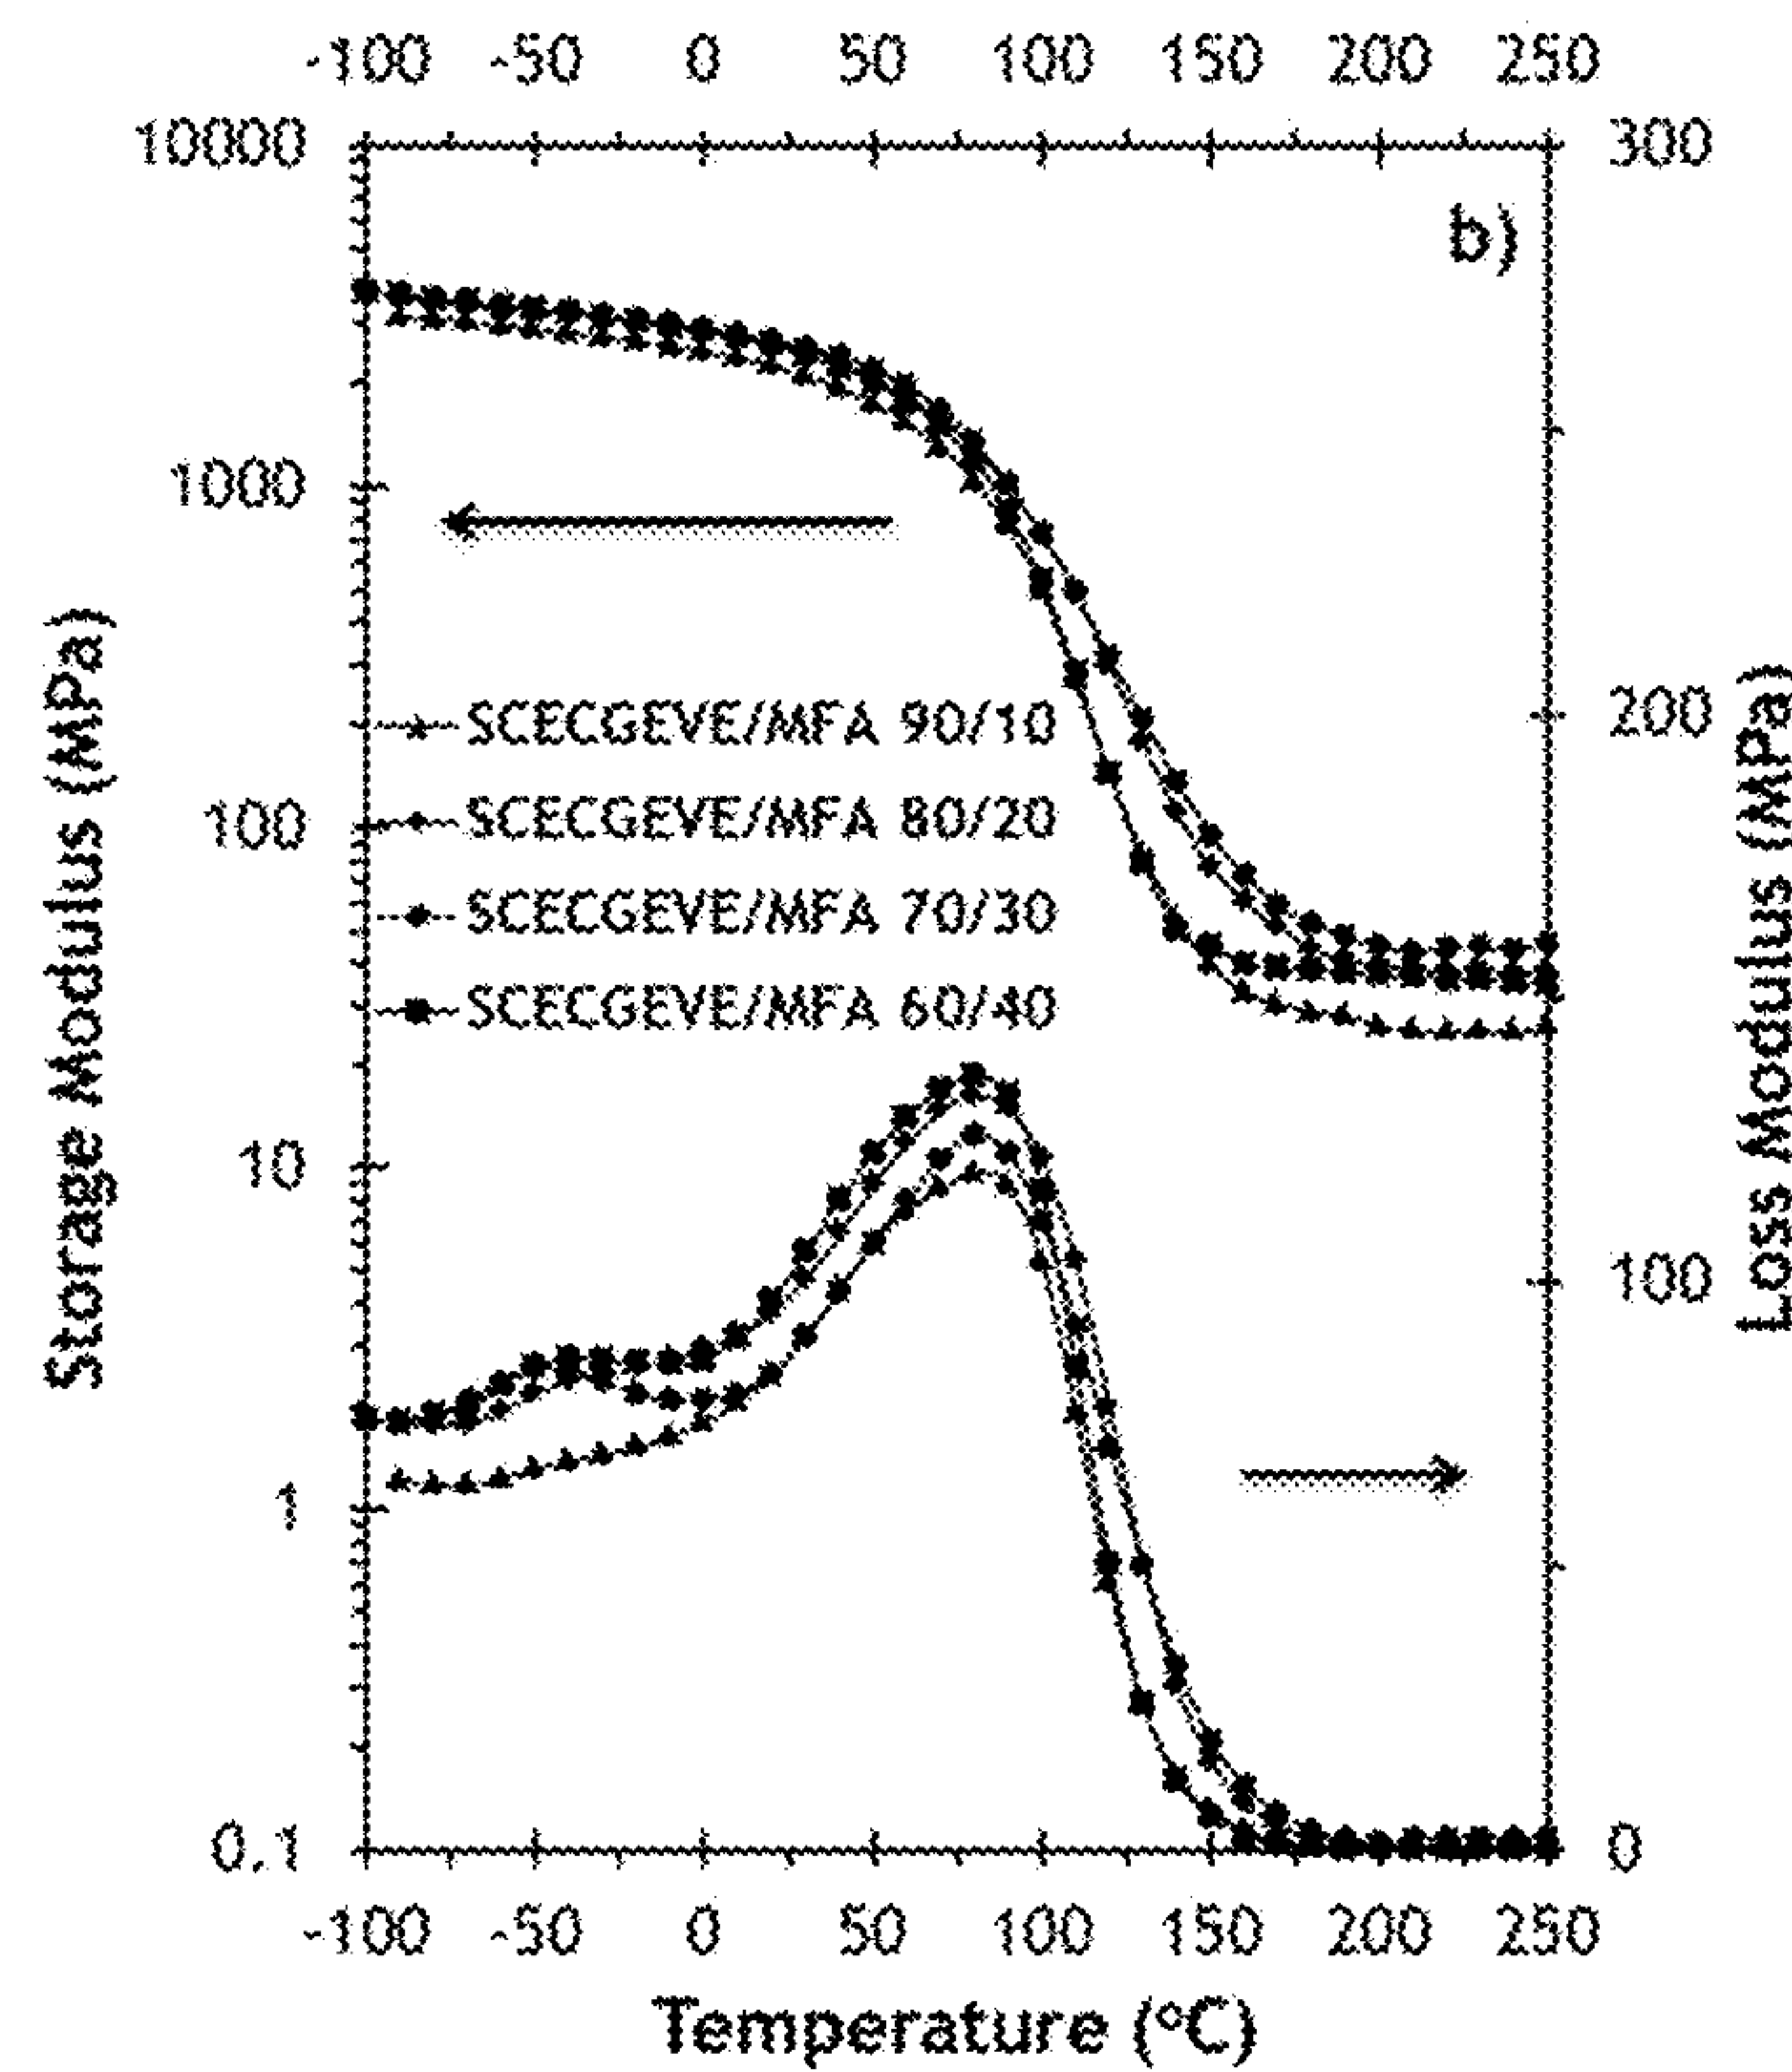 -100 -50 0 50 100 150 200 250
10000 300
b)
1000
200
SCECGEVE/MFA 90/10
100
SCECGEVE/MFA 80/20
SCECGEVE/MFA 70/30
SCECGEVE/MFA 60/40
10
100
1
0.1 0
-100 -50 0 50 100 150 200 250
Temperature (°C)
Storage Modulus (MPa)
Loss Modulus (MPa)